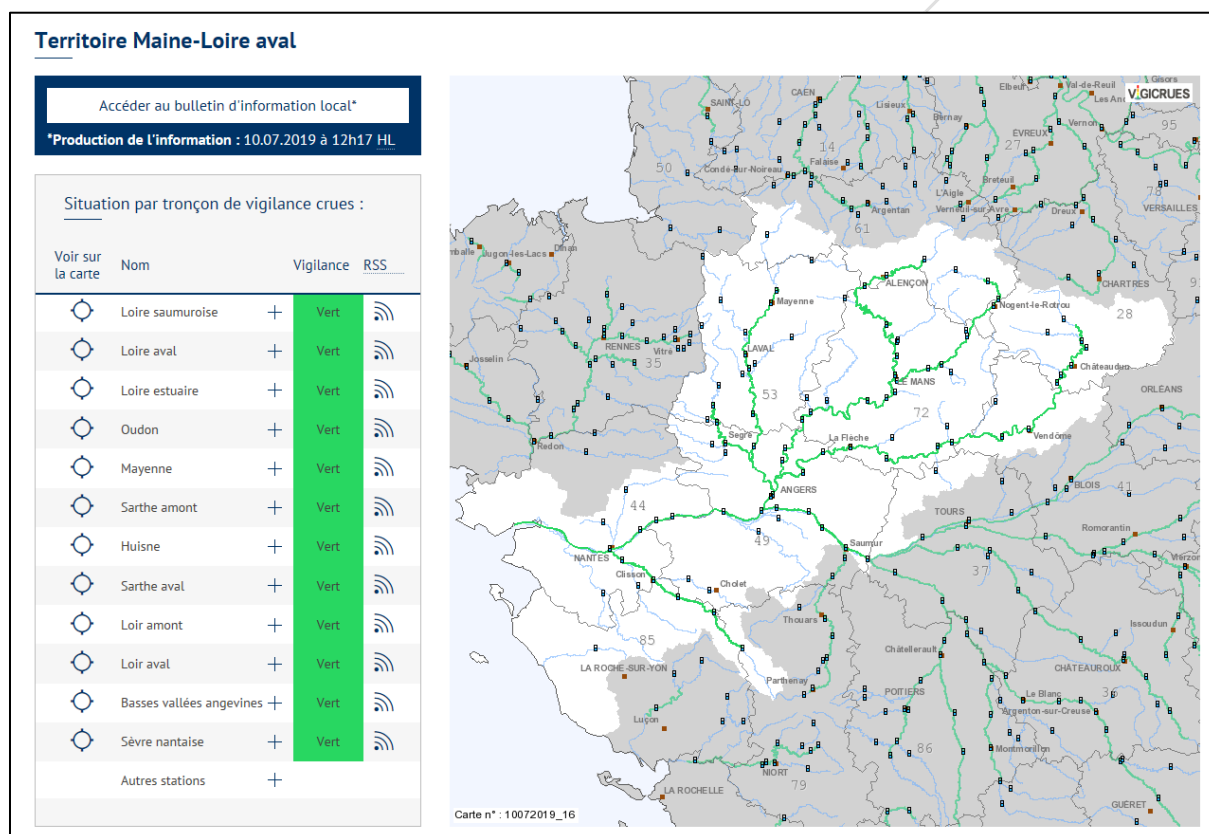 Territoire Maine-Loire aval
Accéder au bulletin d'information local*
*Production de l'information : 10.07.2019 à 12h17 HL
Situation par tronçon de vigilance crues :
Voir sur la carte Nom Vigilance RSS
Loire saumuroise + Vert
Loire aval + Vert
Loire estuaire + Vert
Oudon + Vert
Mayenne + Vert
Sarthe amont + Vert
Huisne + Vert
Sarthe aval + Vert
Loir amont + Vert
Loir aval + Vert
Basses vallées angevines + Vert
Sèvre nantaise + Vert
Autres stations +
VIGICRUES
Gisors
Elbeuf
Val-de-Reuil
Les And
CAEN
SAINT-LO
Lisieux
Bernay
Vernon
95
ÉVREUX
27
14
Falaise
50
Condé-sur-Noireau
Breteuil
L'Aigle
78
Argentan
Verneuil-sur-Avre
Dreux
VERSAILLES
61
Dinan
Jugon-les-Lacs
ALENÇON
CHARTRES
Mayenne
Nogent-le-Rotrou
28
RENNES
Vitré
LAVAL
35
Josselin
Châteaudun
LE MANS
ORLÉANS
53
72
Segré
La Flèche
Vendôme
Redon
ANGERS
BLOIS
41
44
TOURS
49
Romorantin
NANTES
Saumur
Vierzon
37
Clisson
Cholet
Thouars
Issoudun
85
Châtellerault
LA ROCHE-SUR-YON
CHATEAUROUX
Parthenay
POITIERS
Le Blanc
36
Argenton-sur-Creuse
Luçon
86
Montmorillon
NIORT
79
LA ROCHELLE
GUÉRET
Carte n° : 10072019_16